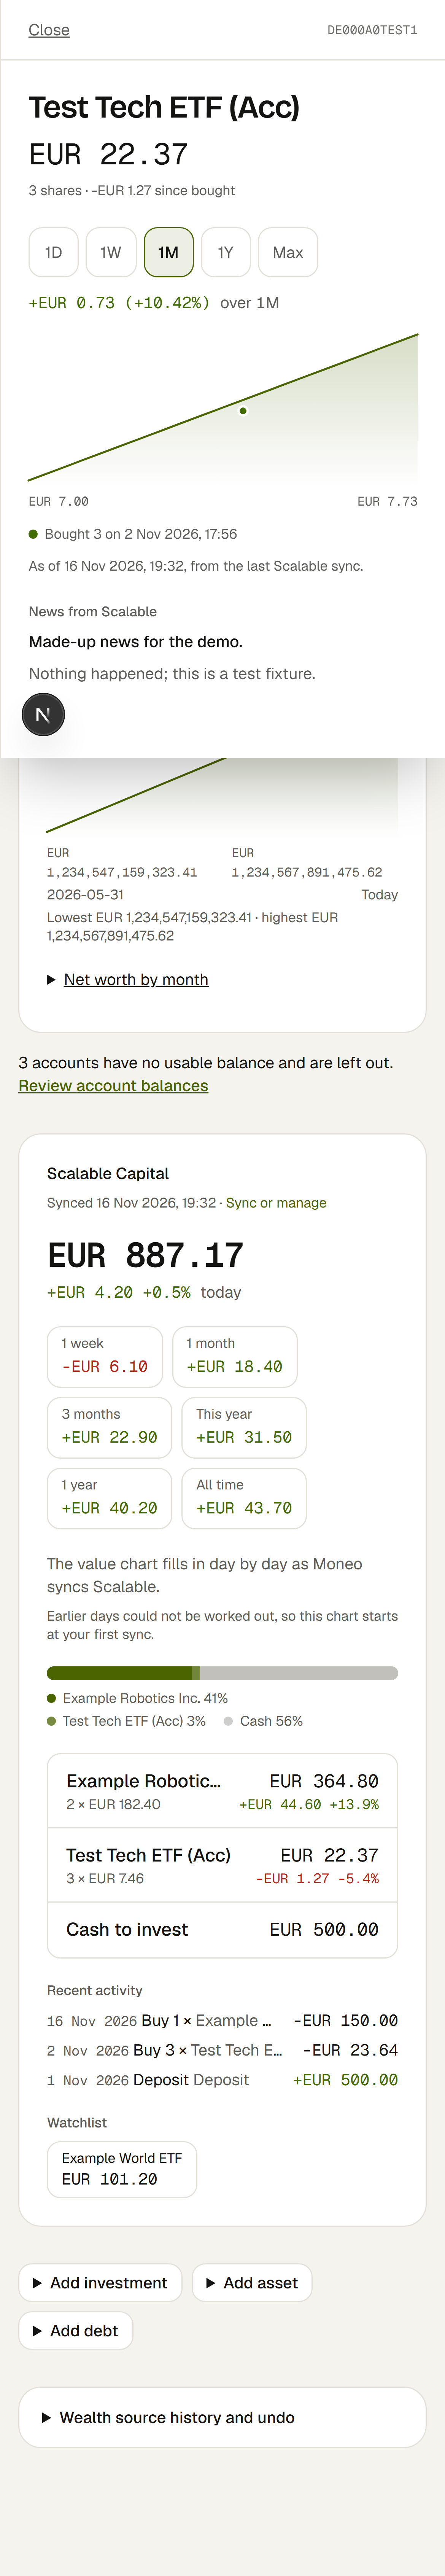 Close
DE000A0TEST1
Test Tech ETF (Acc)
EUR 22.37
3 shares · -EUR 1.27 since bought
1D 1W 1M 1Y Max
+EUR 0.73 (+10.42%) over 1M
EUR 7.00 EUR 7.73
Bought 3 on 2 Nov 2026, 17:56
As of 16 Nov 2026, 19:32, from the last Scalable sync.
News from Scalable
Made-up news for the demo.
Nothing happened; this is a test fixture.
N
EUR 1,234,547,159,323.41
EUR 1,234,567,891,475.62
2026-05-31 Today
Lowest EUR 1,234,547,159,323.41 · highest EUR
1,234,567,891,475.62
Net worth by month
3 accounts have no usable balance and are left out.
Review account balances
Scalable Capital
Synced 16 Nov 2026, 19:32 · Sync or manage
EUR 887.17
+EUR 4.20 +0.5% today
1 week
-EUR 6.10
1 month
+EUR 18.40
3 months
+EUR 22.90
This year
+EUR 31.50
1 year
+EUR 40.20
All time
+EUR 43.70
The value chart fills in day by day as Moneo
syncs Scalable.
Earlier days could not be worked out, so this chart starts
at your first sync.
Example Robotics Inc. 41%
Test Tech ETF (Acc) 3% Cash 56%
Example Robotic... EUR 364.80
2 × EUR 182.40 +EUR 44.60 +13.9%
Test Tech ETF (Acc) EUR 22.37
3 × EUR 7.46 -EUR 1.27 -5.4%
Cash to invest EUR 500.00
Recent activity
16 Nov 2026 Buy 1 × Example ... -EUR 150.00
2 Nov 2026 Buy 3 × Test Tech E... -EUR 23.64
1 Nov 2026 Deposit Deposit +EUR 500.00
Watchlist
Example World ETF
EUR 101.20
Add investment
Add asset
Add debt
Wealth source history and undo